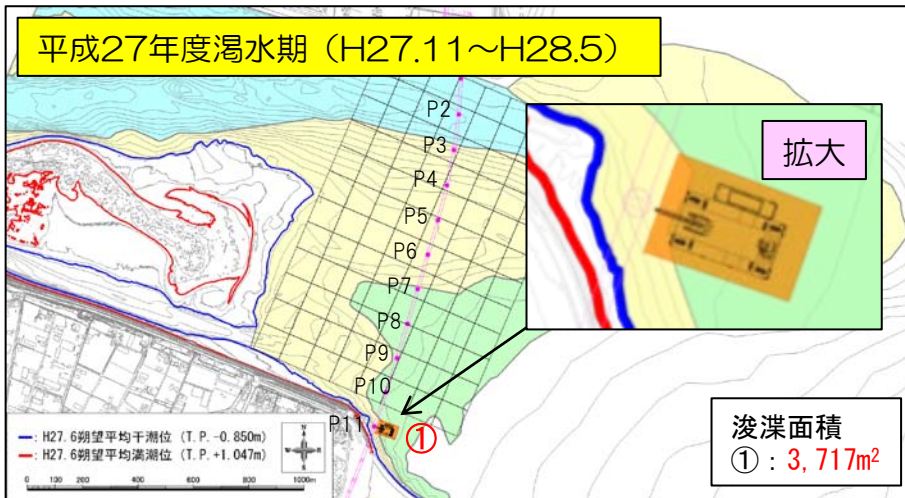 平成27年度渇水期（H27.11～H28.5）
拡大
P2
P3
P4
P5
P6
P7
P8
P9
P10
P11
①
―：H27.6朔望平均干潮位（T.P.-0.850m）
―：H27.6朔望平均満潮位（T.P.+1.047m）
N
W E
S
0 200 400 600 800 1000m
浚渫面積
①：3,717m²